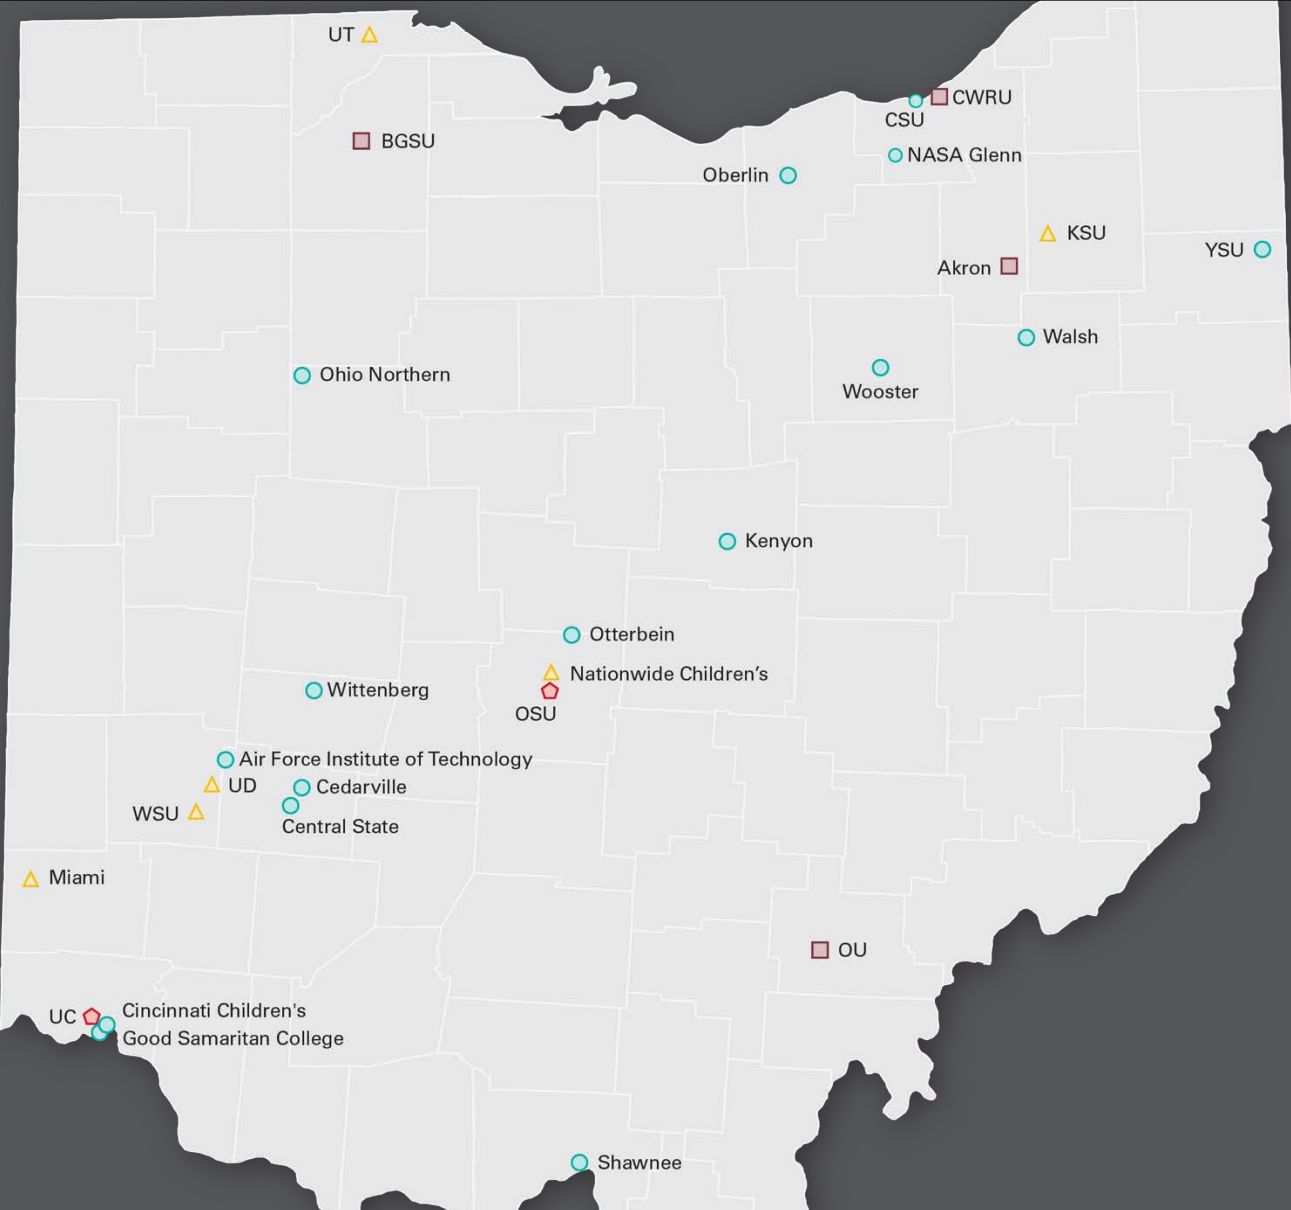 UT
CWRU
CSU
BGSU
NASA Glenn
Oberlin
KSU
YSU
Akron
Walsh
Ohio Northern
Wooster
Kenyon
Otterbein
Nationwide Children’s
Wittenberg
OSU
Air Force Institute of Technology
UD
Cedarville
WSU
Central State
Miami
OU
Cincinnati Children's
UC
Good Samaritan College
Shawnee